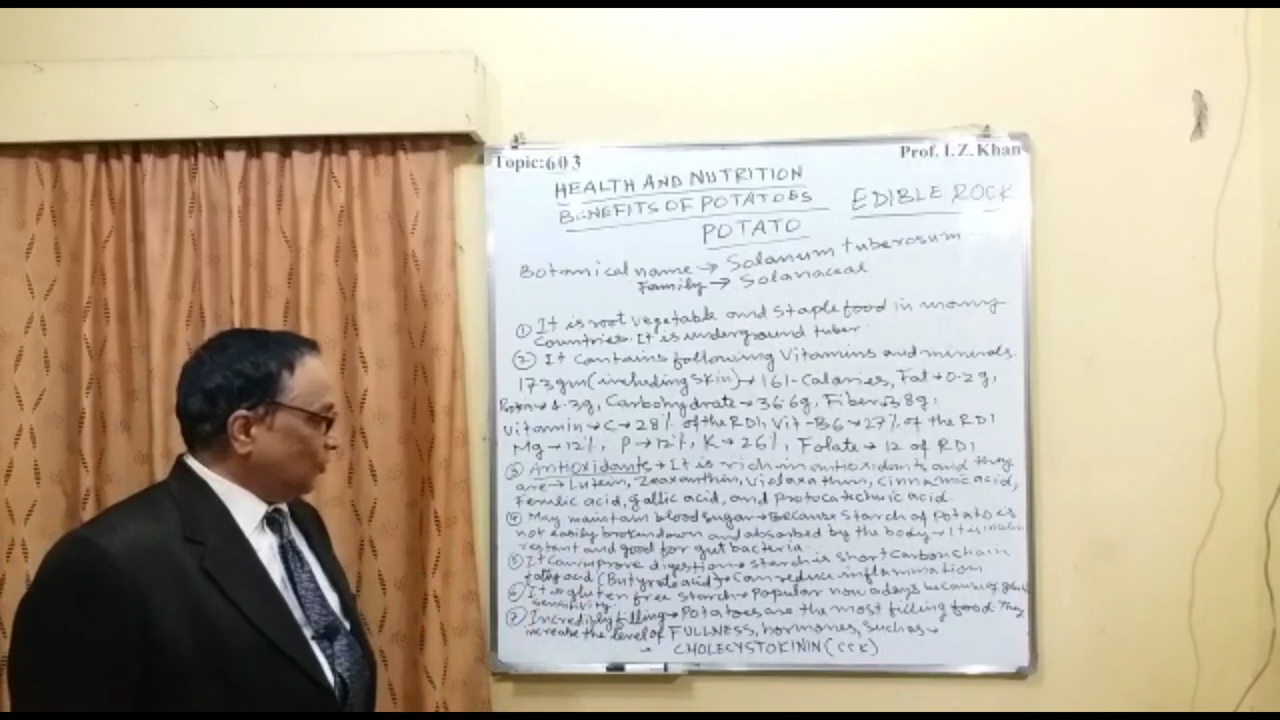 Topic:603
Prof. I.Z. Khan
HEALTH AND NUTRITION
BENEFITS OF POTATOES
EDIBLE ROCK
POTATO
Botanical name → Solanum tuberosum
Family → Solanaceae
① It is root vegetable and staple food in many
countries. It is underground tuber
② It contains following Vitamins and minerals.
173gm (including skin) → 161-Calories, Fat → 0.2g,
Protein → 4.3g, Carbohydrate → 36.6g, Fiber 3.8g,
Vitamin → C → 28% of the RDI, Vit-B6 → 27% of the RDI
Mg → 12%, P → 12%, K → 26%, Folate → 12 of RDI
③ Antioxidants → It is rich in antioxidants and they
are → Lutein, Zeaxanthin, Violaxathin, Cinnamic acid,
Ferulic acid, gallic acid, and Protocatechuic acid.
④ May maintain blood sugar → Because starch of potato is
not easily broken down and absorbed by the body → It is
and good for gut bacteria.
⑤ It can improve digestion → starch is short carbon chain
fatty acid (Butyrate acid) → Can reduce inflammation
⑥ It is gluten free starch → Popular now a days because of
sensitivity.
⑦ Incredibly filling → Potatoes are the most filling food They
increase the level of FULLNESS, hormones, such as
→ CHOLECYSTOKININ (CCK)